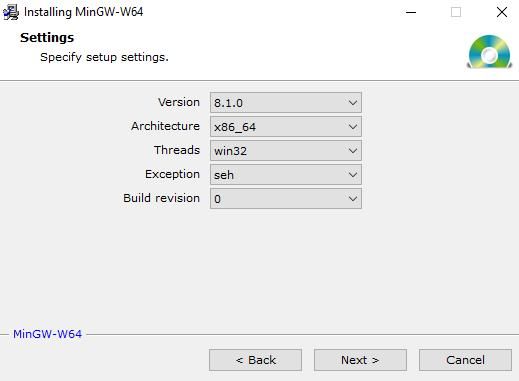 Installing MinGW-W64
Settings
Specify setup settings.
Version 8.1.0
Architecture x86_64
Threads win32
Exception seh
Build revision 0
MinGW-W64
< Back Next > Cancel